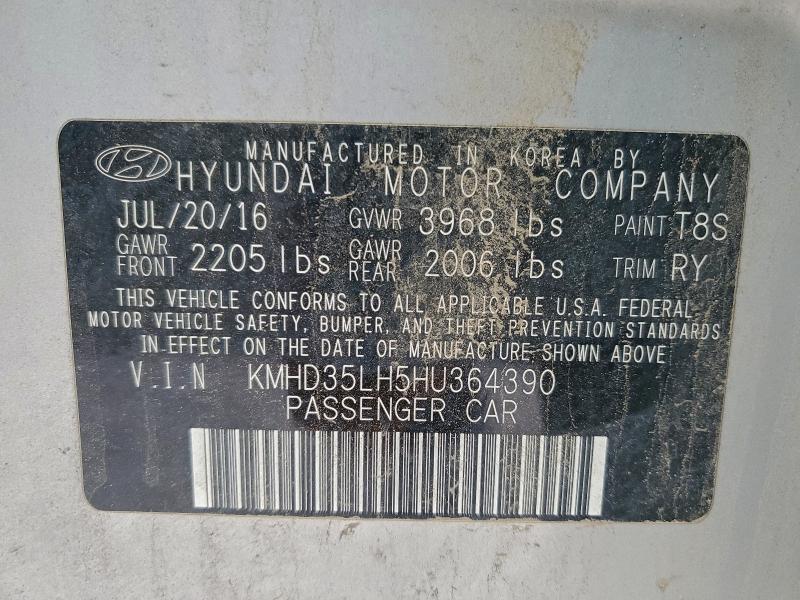 MANUFACTURED IN KOREA BY
HYUNDAI MOTOR COMPANY
JUL/20/16 GVWR 3968 lbs PAINT T8S
GAWR FRONT 2205 lbs GAWR REAR 2006 lbs TRIM RY
THIS VEHICLE CONFORMS TO ALL APPLICABLE U.S.A. FEDERAL
MOTOR VEHICLE SAFETY, BUMPER, AND THEFT PREVENTION STANDARDS
IN EFFECT ON THE DATE OF MANUFACTURE SHOWN ABOVE.
V.I.N KMHD35LH5HU364390
PASSENGER CAR